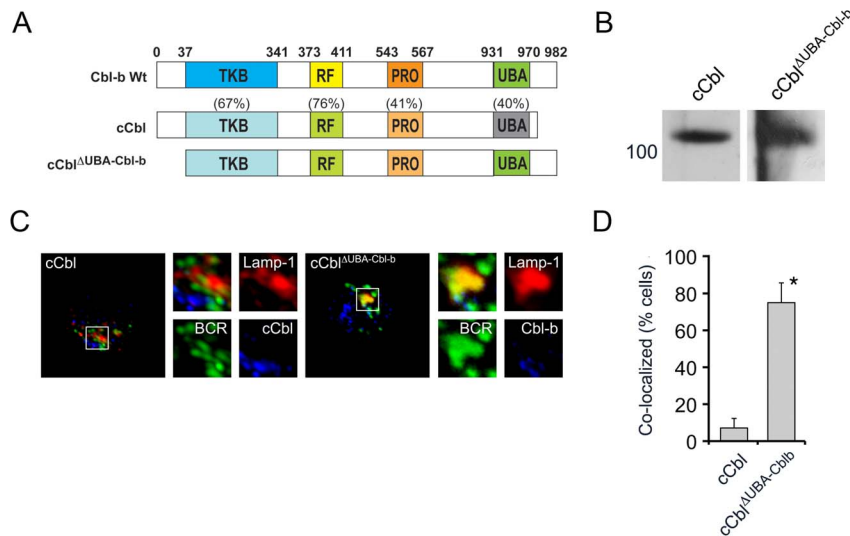 A
0 37 341 373 411 543 567 931 970 982
Cbl-b Wt TKB RF PRO UBA
(67%) (76%) (41%) (40%)
cCbl TKB RF PRO UBA
cCbl^ΔUBA-Cbl-b TKB RF PRO UBA
B
cCbl cCbl^ΔUBA-Cbl-b
100
C
cCbl Lamp-1 cCbl^ΔUBA-Cbl-b Lamp-1
BCR cCbl BCR Cbl-b
D
Co-localized (% cells)
100
80
60
40
20
0
*
cCbl cCbl^ΔUBA-Cblb